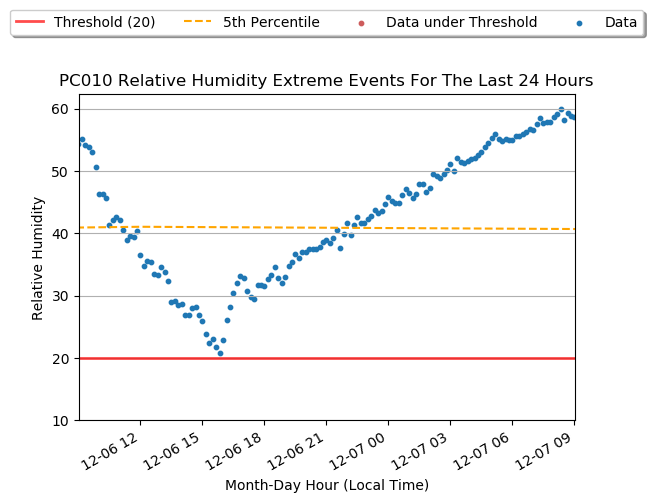 Threshold (20) 5th Percentile Data under Threshold Data
PC010 Relative Humidity Extreme Events For The Last 24 Hours
60
50
40
30
20
10
Relative Humidity
12-06 12 12-06 15 12-06 18 12-06 21 12-07 00 12-07 03 12-07 06 12-07 09
Month-Day Hour (Local Time)